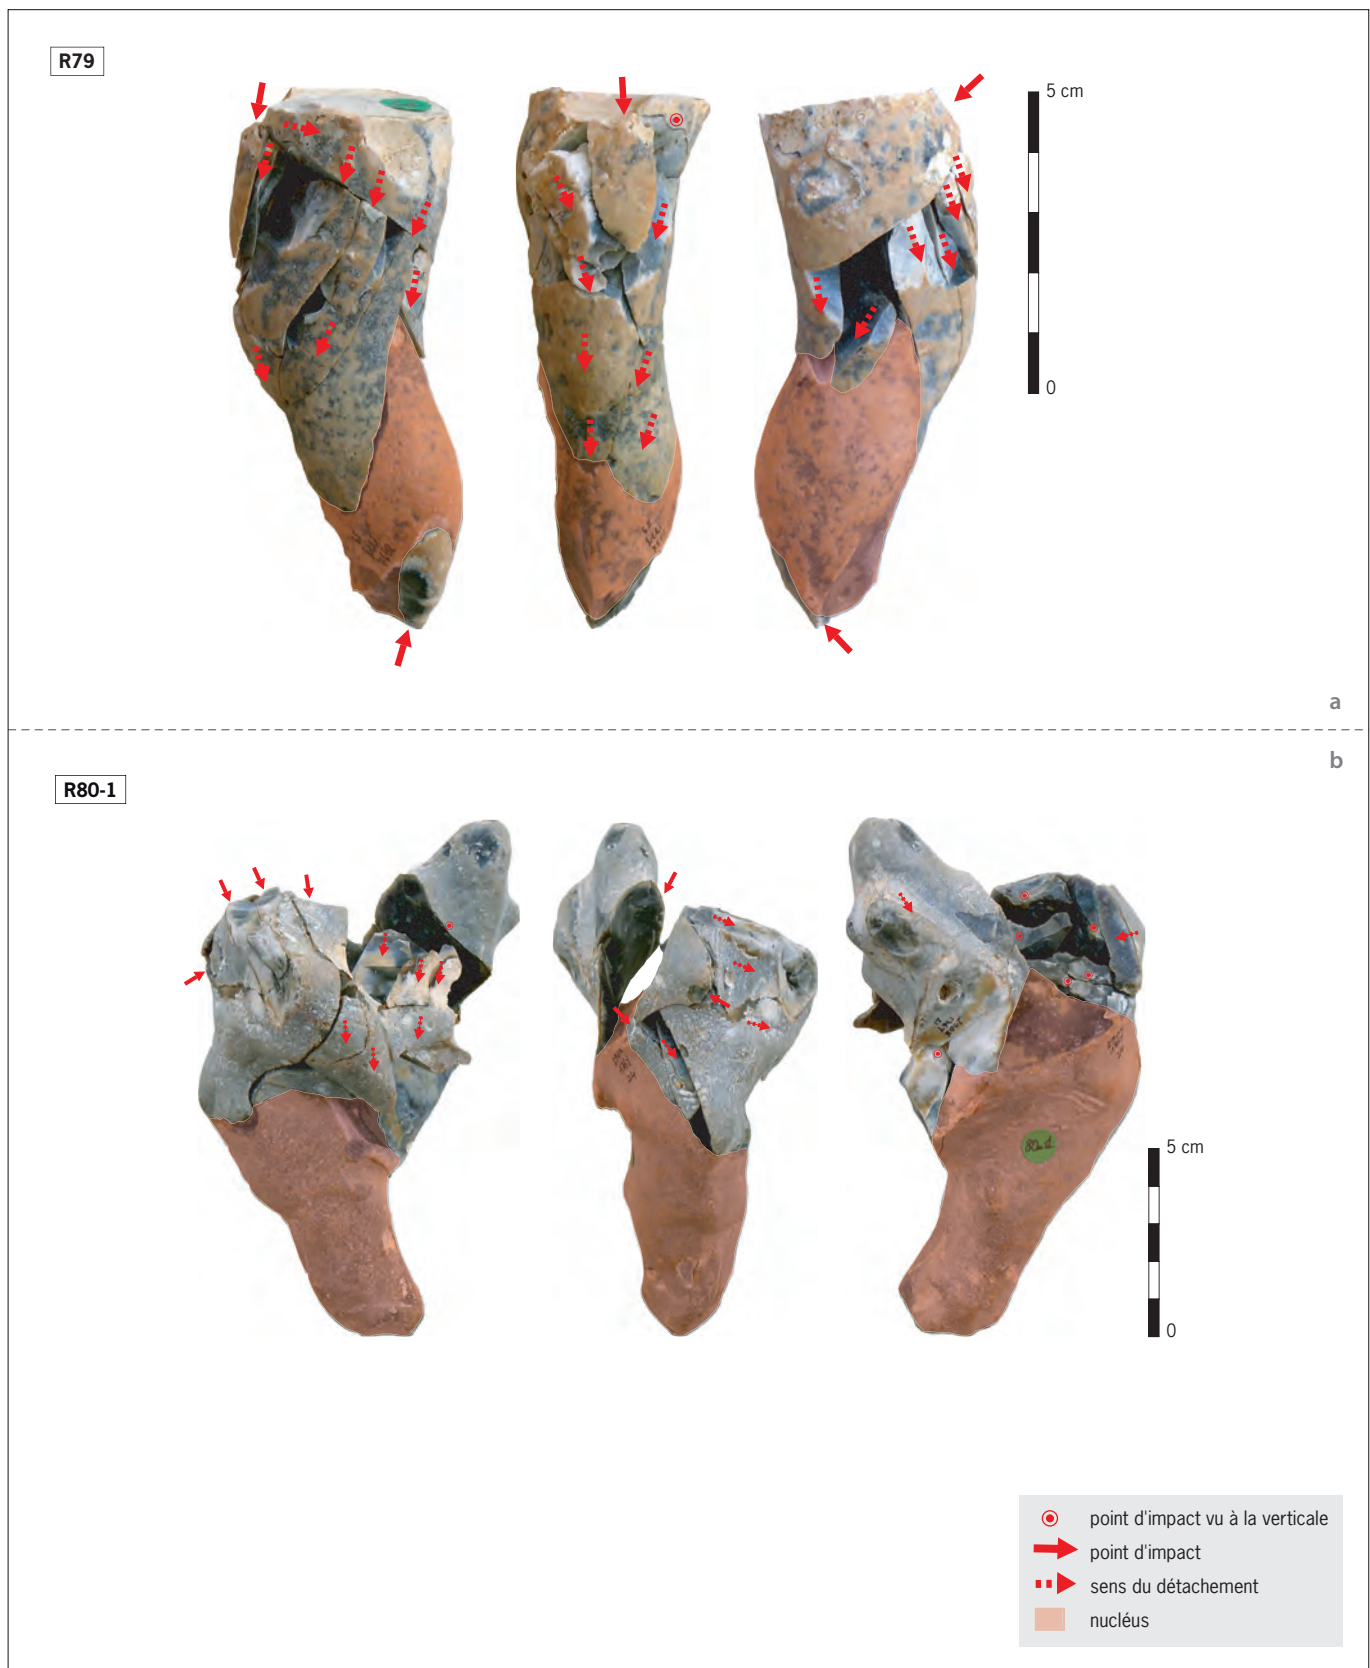 R79
5 cm
0
a
b
R80-1
5 cm
0
point d'impact vu à la verticale
point d'impact
sens du détachement
nucléus